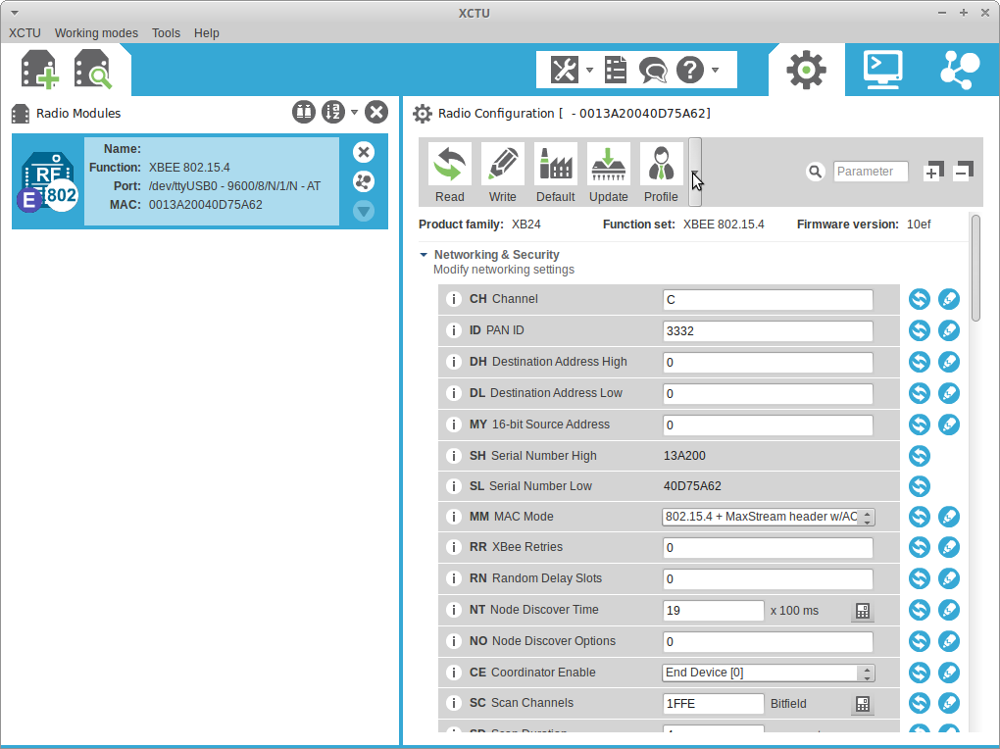 XCTU
XCTU Working modes Tools Help
Radio Modules
Name:
Function: XBEE 802.15.4
Port: /dev/ttyUSB0 - 9600/8/N/1/N - AT
MAC: 0013A20040D75A62
RF
E 802
Radio Configuration [ - 0013A20040D75A62]
Read Write Default Update Profile
Parameter
Product family: XB24 Function set: XBEE 802.15.4 Firmware version: 10ef
Networking & Security
Modify networking settings
i CH Channel C
i ID PAN ID 3332
i DH Destination Address High 0
i DL Destination Address Low 0
i MY 16-bit Source Address 0
i SH Serial Number High 13A200
i SL Serial Number Low 40D75A62
i MM MAC Mode 802.15.4 + MaxStream header w/AC
i RR XBee Retries 0
i RN Random Delay Slots 0
i NT Node Discover Time 19 x 100 ms
i NO Node Discover Options 0
i CE Coordinator Enable End Device [0]
i SC Scan Channels 1FFE Bitfield
SD Scan Duration